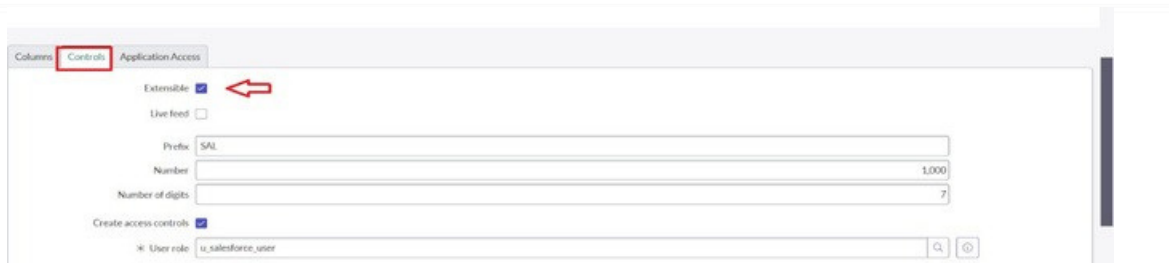 Columns Controls Application Access
Extensible
Live feed
Prefix SAL
Number 1,000
Number of digits 7
Create access controls
* User role u_salesforce_user